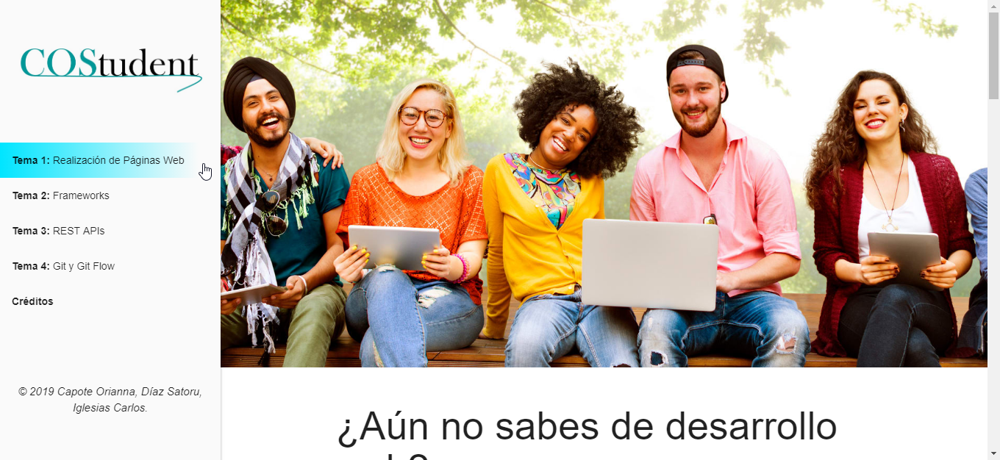 COStudent
Tema 1: Realización de Páginas Web
Tema 2: Frameworks
Tema 3: REST APIs
Tema 4: Git y Git Flow
Créditos
© 2019 Capote Orianna, Díaz Satoru,
Iglesias Carlos.
¿Aún no sabes de desarrollo